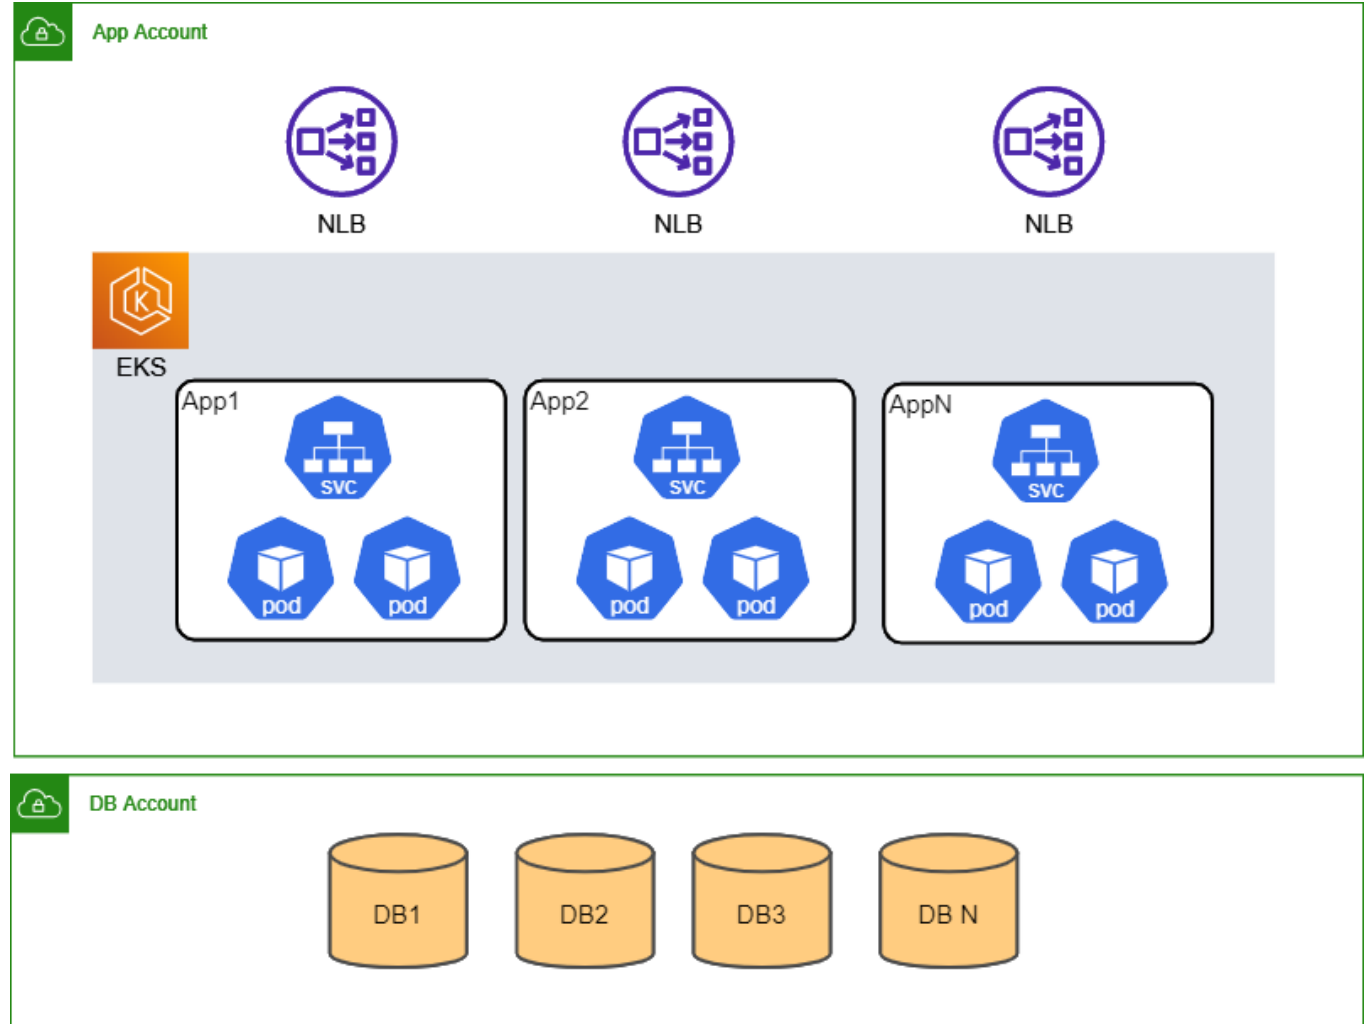 App Account
NLB
NLB
NLB
K
EKS
App1
App2
AppN
svc
svc
svc
pod
pod
pod
pod
pod
pod
DB Account
DB1
DB2
DB3
DB N